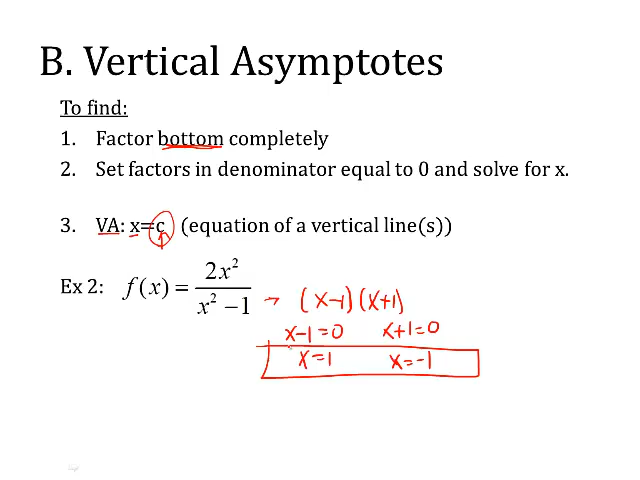 B. Vertical Asymptotes
To find:
1. Factor bottom completely
2. Set factors in denominator equal to 0 and solve for x.
3. VA: x=c (equation of a vertical line(s))
Ex 2: f(x) = 2x² / x² − 1 → (x−1)(x+1)
x−1=0 x+1=0
x=1 x=−1